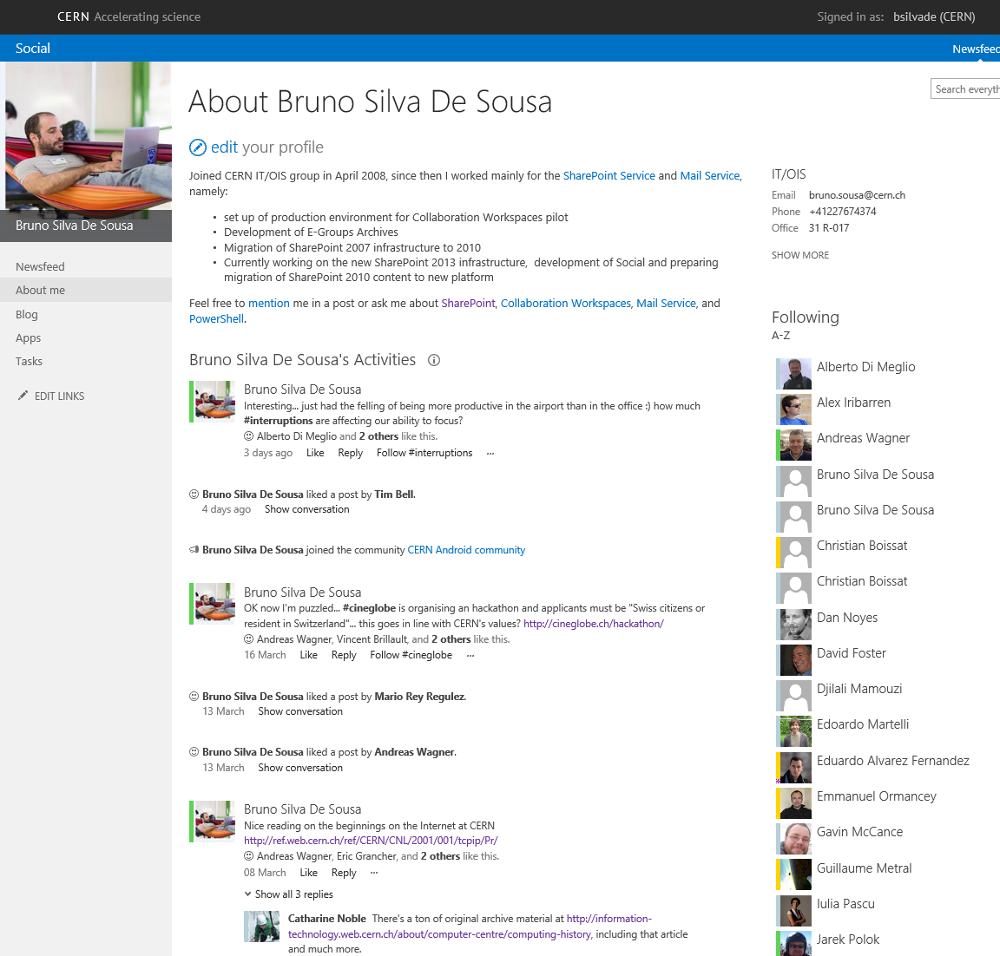 CERN Accelerating science
Signed in as: bsilvade (CERN)
Social
Newsfeed
Search everyth
Bruno Silva De Sousa
Newsfeed
About me
Blog
Apps
Tasks
EDIT LINKS
About Bruno Silva De Sousa
edit your profile
Joined CERN IT/OIS group in April 2008, since then I worked mainly for the SharePoint Service and Mail Service,
namely:
• set up of production environment for Collaboration Workspaces pilot
• Development of E-Groups Archives
• Migration of SharePoint 2007 infrastructure to 2010
• Currently working on the new SharePoint 2013 infrastructure, development of Social and preparing
migration of SharePoint 2010 content to new platform
Feel free to mention me in a post or ask me about SharePoint, Collaboration Workspaces, Mail Service, and
PowerShell.
Bruno Silva De Sousa's Activities
Bruno Silva De Sousa
Interesting... just had the felling of being more productive in the airport than in the office :) how much
#interruptions are affecting our ability to focus?
Alberto Di Meglio and 2 others like this.
3 days ago Like Reply Follow #interruptions ...
Bruno Silva De Sousa liked a post by Tim Bell.
4 days ago Show conversation
Bruno Silva De Sousa joined the community CERN Android community
Bruno Silva De Sousa
OK now I'm puzzled... #cineglobe is organising an hackathon and applicants must be "Swiss citizens or
resident in Switzerland"... this goes in line with CERN's values? http://cineglobe.ch/hackathon/
Andreas Wagner, Vincent Brillault, and 2 others like this.
16 March Like Reply Follow #cineglobe ...
Bruno Silva De Sousa liked a post by Mario Rey Regulez.
13 March Show conversation
Bruno Silva De Sousa liked a post by Andreas Wagner.
13 March Show conversation
Bruno Silva De Sousa
Nice reading on the beginnings on the Internet at CERN
http://ref.web.cern.ch/ref/CERN/CNL/2001/001/tcpip/Pr/
Andreas Wagner, Eric Grancher, and 2 others like this.
08 March Like Reply ...
Show all 3 replies
Catharine Noble There's a ton of original archive material at http://information-
technology.web.cern.ch/about/computer-centre/computing-history, including that article
and much more.
IT/OIS
Email bruno.sousa@cern.ch
Phone +41227674374
Office 31 R-017
SHOW MORE
Following
A-Z
Alberto Di Meglio
Alex Iribarren
Andreas Wagner
Bruno Silva De Sousa
Bruno Silva De Sousa
Christian Boissat
Christian Boissat
Dan Noyes
David Foster
Djilali Mamouzi
Edoardo Martelli
Eduardo Alvarez Fernandez
Emmanuel Ormancey
Gavin McCance
Guillaume Metral
Iulia Pascu
Jarek Polok